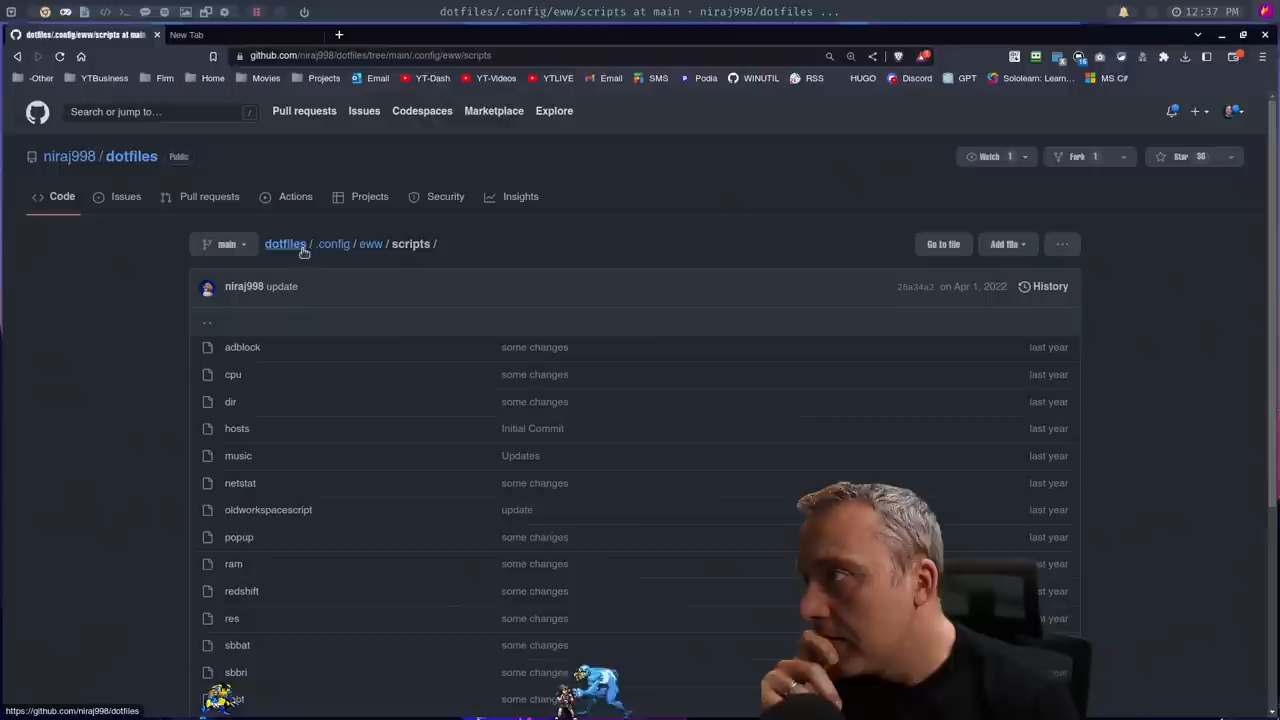 dotfiles/.config/eww/scripts at main · niraj998/dotfiles ...
12:37 PM
dotfiles/.config/eww/scripts at main
New Tab
github.com/niraj998/dotfiles/tree/main/.config/eww/scripts
-Other
YTBusiness
Firm
Home
Movies
Projects
Email
YT-Dash
YT-Videos
YTLIVE
Email
SMS
Podia
WINUTIL
RSS
HUGO
Discord
GPT
Sololearn: Learn...
MS C#
Search or jump to...
/
Pull requests
Issues
Codespaces
Marketplace
Explore
niraj998 / dotfiles
Public
Watch 1
Fork 1
Star
Code
Issues
Pull requests
Actions
Projects
Security
Insights
main
dotfiles / .config / eww / scripts /
Go to file
Add file
...
niraj998 update
26a34a2 on Apr 1, 2022
History
..
adblock some changes last year
cpu some changes last year
dir some changes last year
hosts Initial Commit last year
music Updates last year
netstat some changes last year
oldworkspacescript update last year
popup some changes last year
ram some changes last year
redshift some changes last year
res some changes
sbbat some changes
sbbri some changes
some changes
https://github.com/niraj998/dotfiles